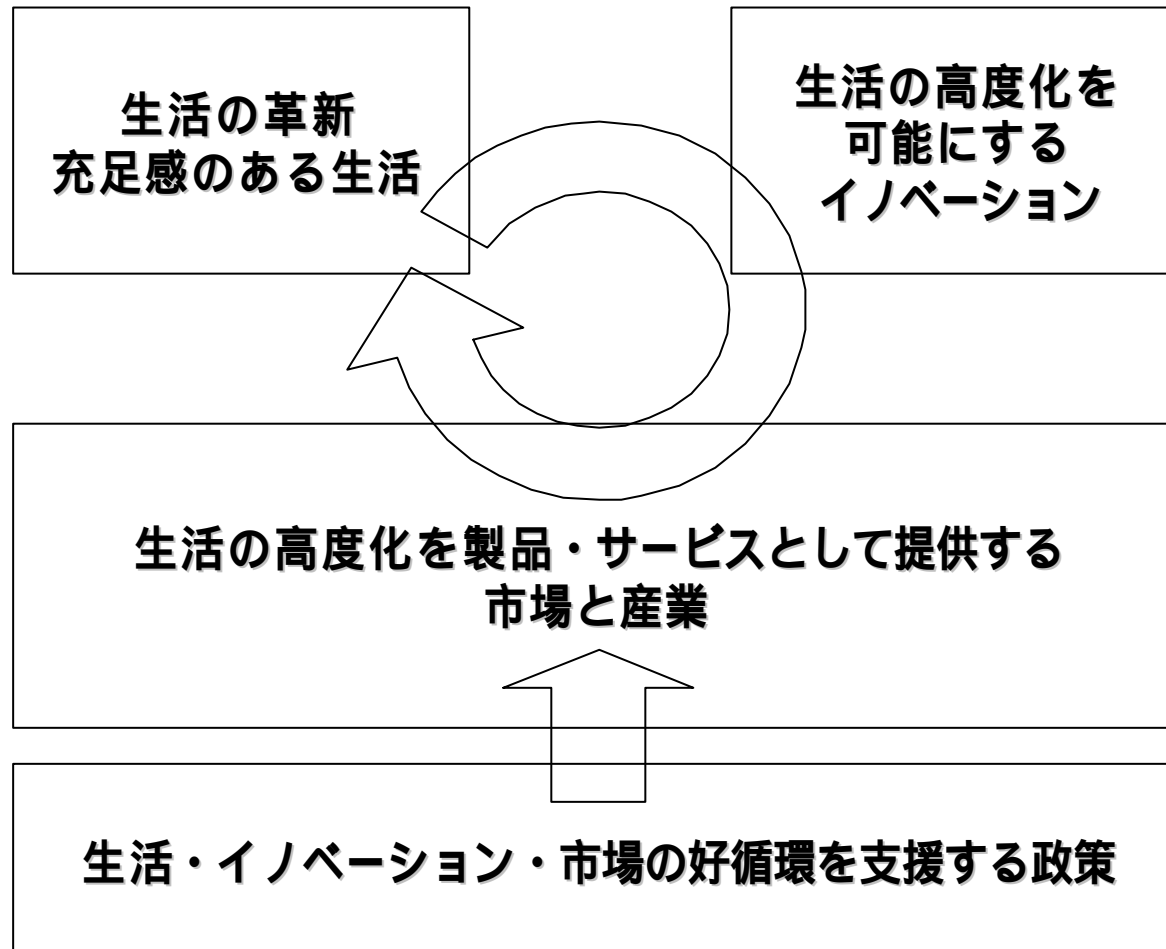 生活の革新
充足感のある生活
生活の高度化を
可能にする
イノベーション
生活の高度化を製品・サービスとして提供する
市場と産業
生活・イノベーション・市場の好循環を支援する政策